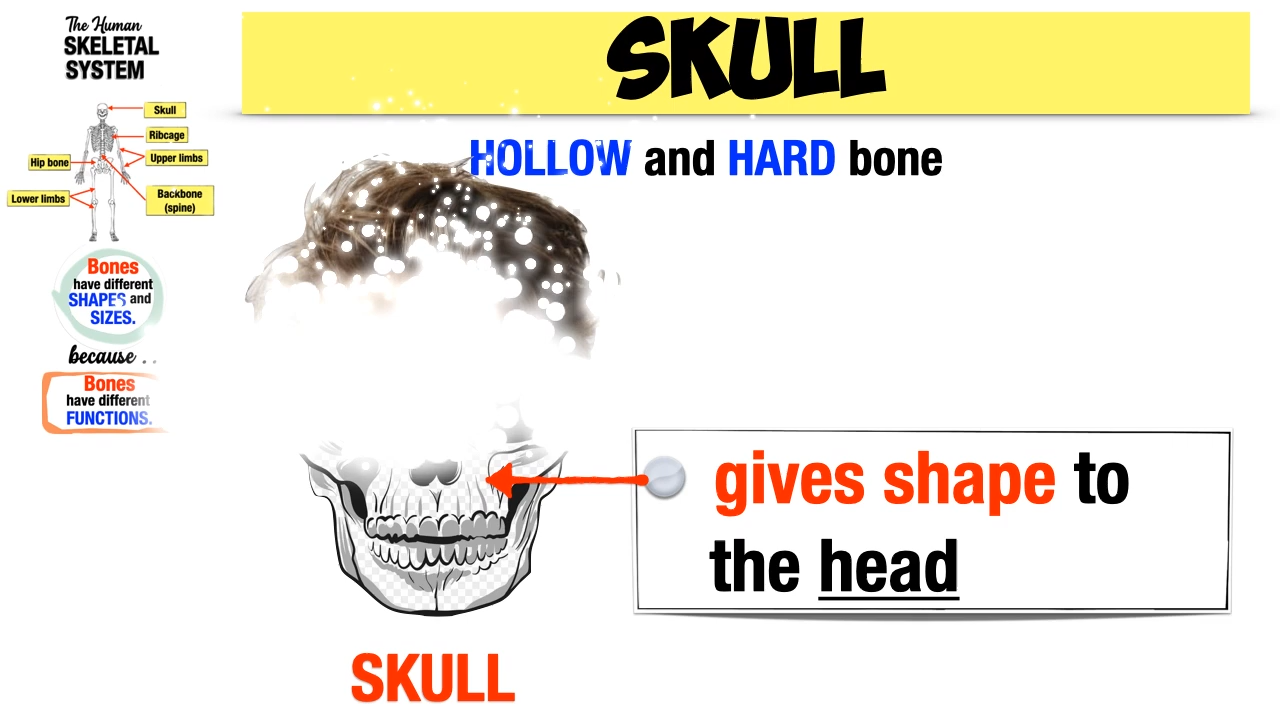 The Human
SKELETAL
SYSTEM
Skull
Ribcage
Upper limbs
Hip bone
Backbone
(spine)
Lower limbs
Bones
have different
SHAPES and
SIZES.
because . .
Bones
have different
FUNCTIONS.
SKULL
HOLLOW and HARD bone
gives shape to
the head
SKULL